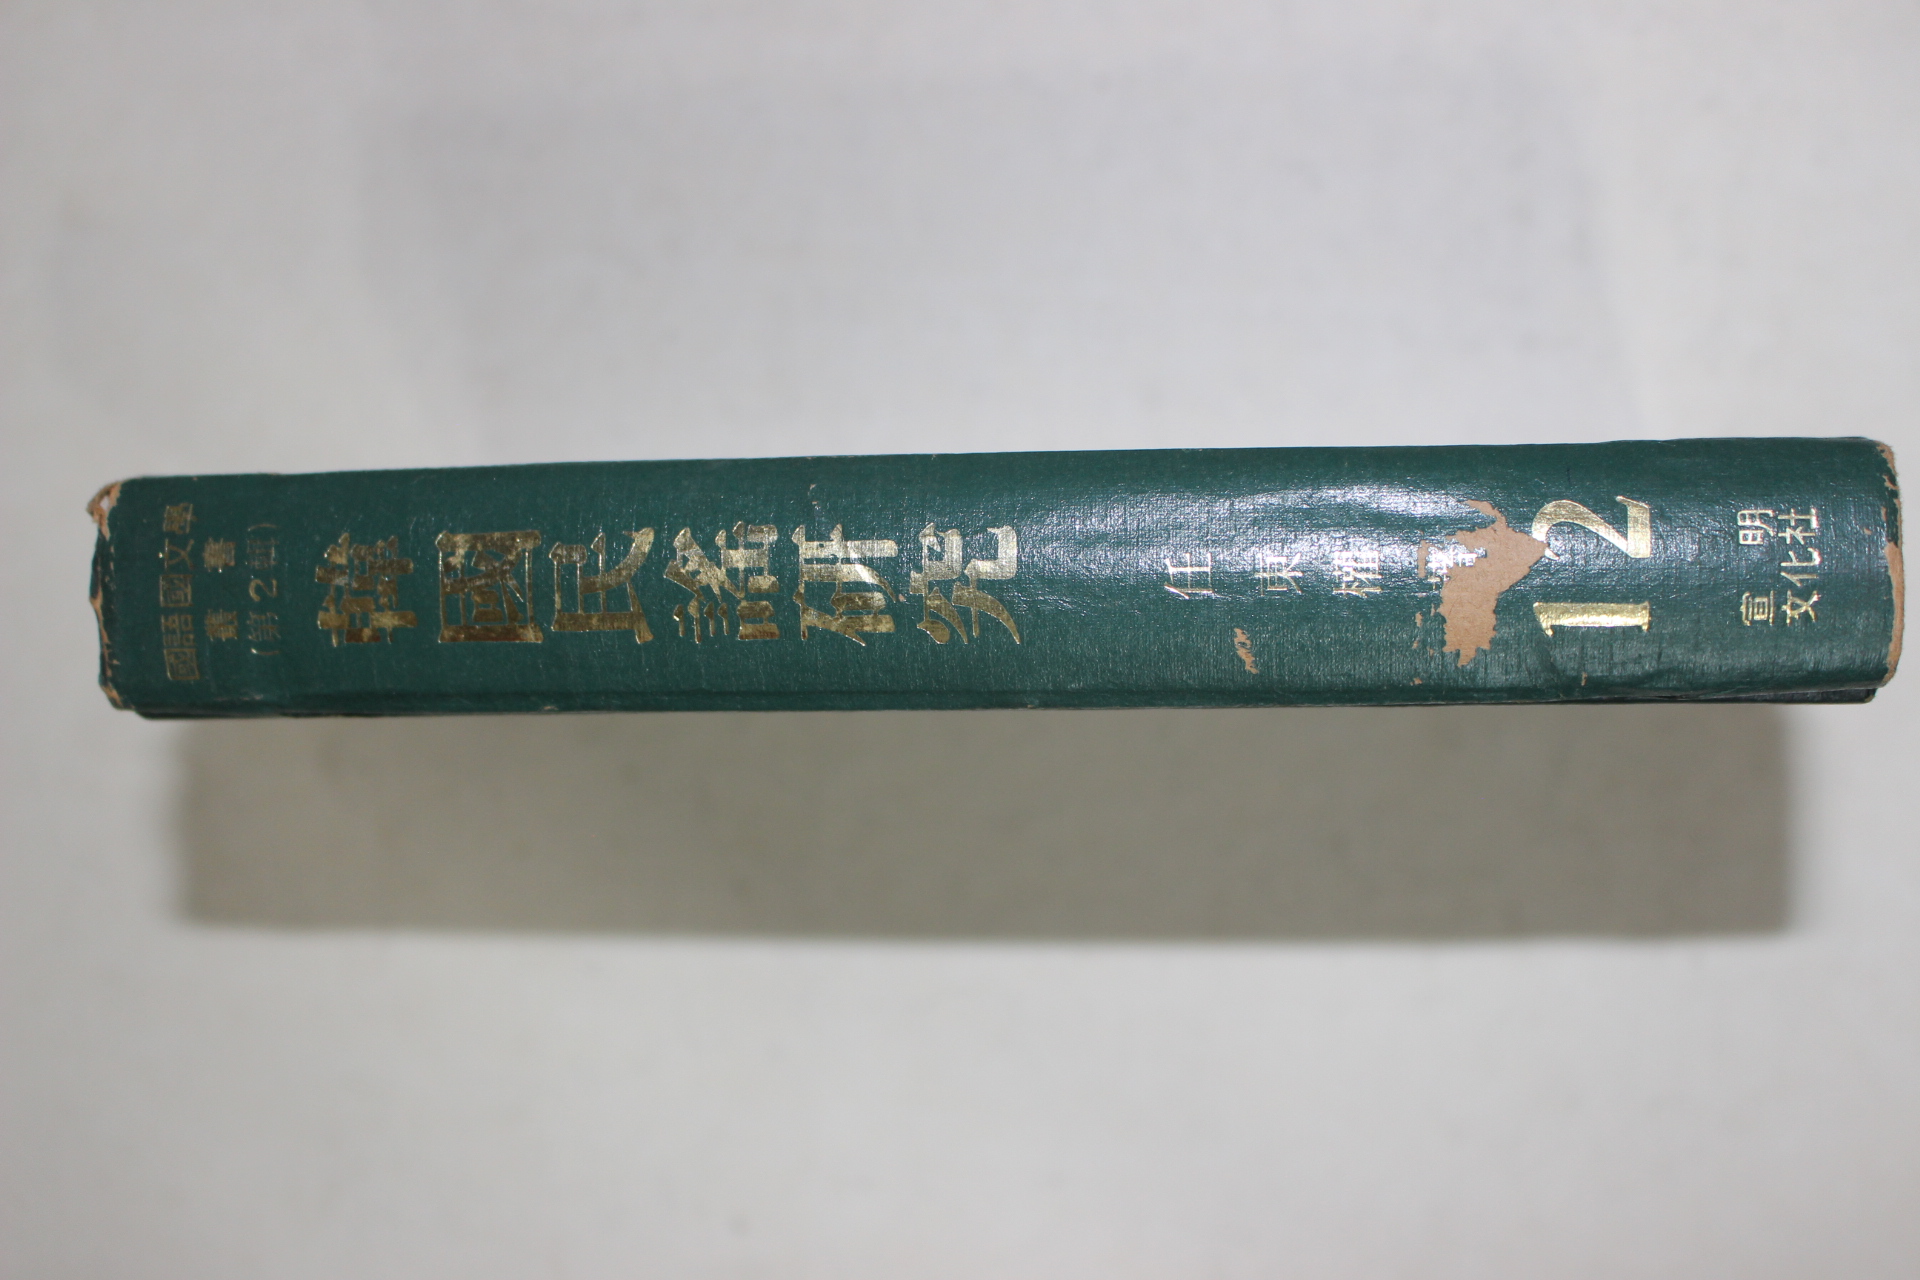 國語國文學
叢書
(第2輯)
韓國民謠研究
任東權 著
12
宣明
文化社